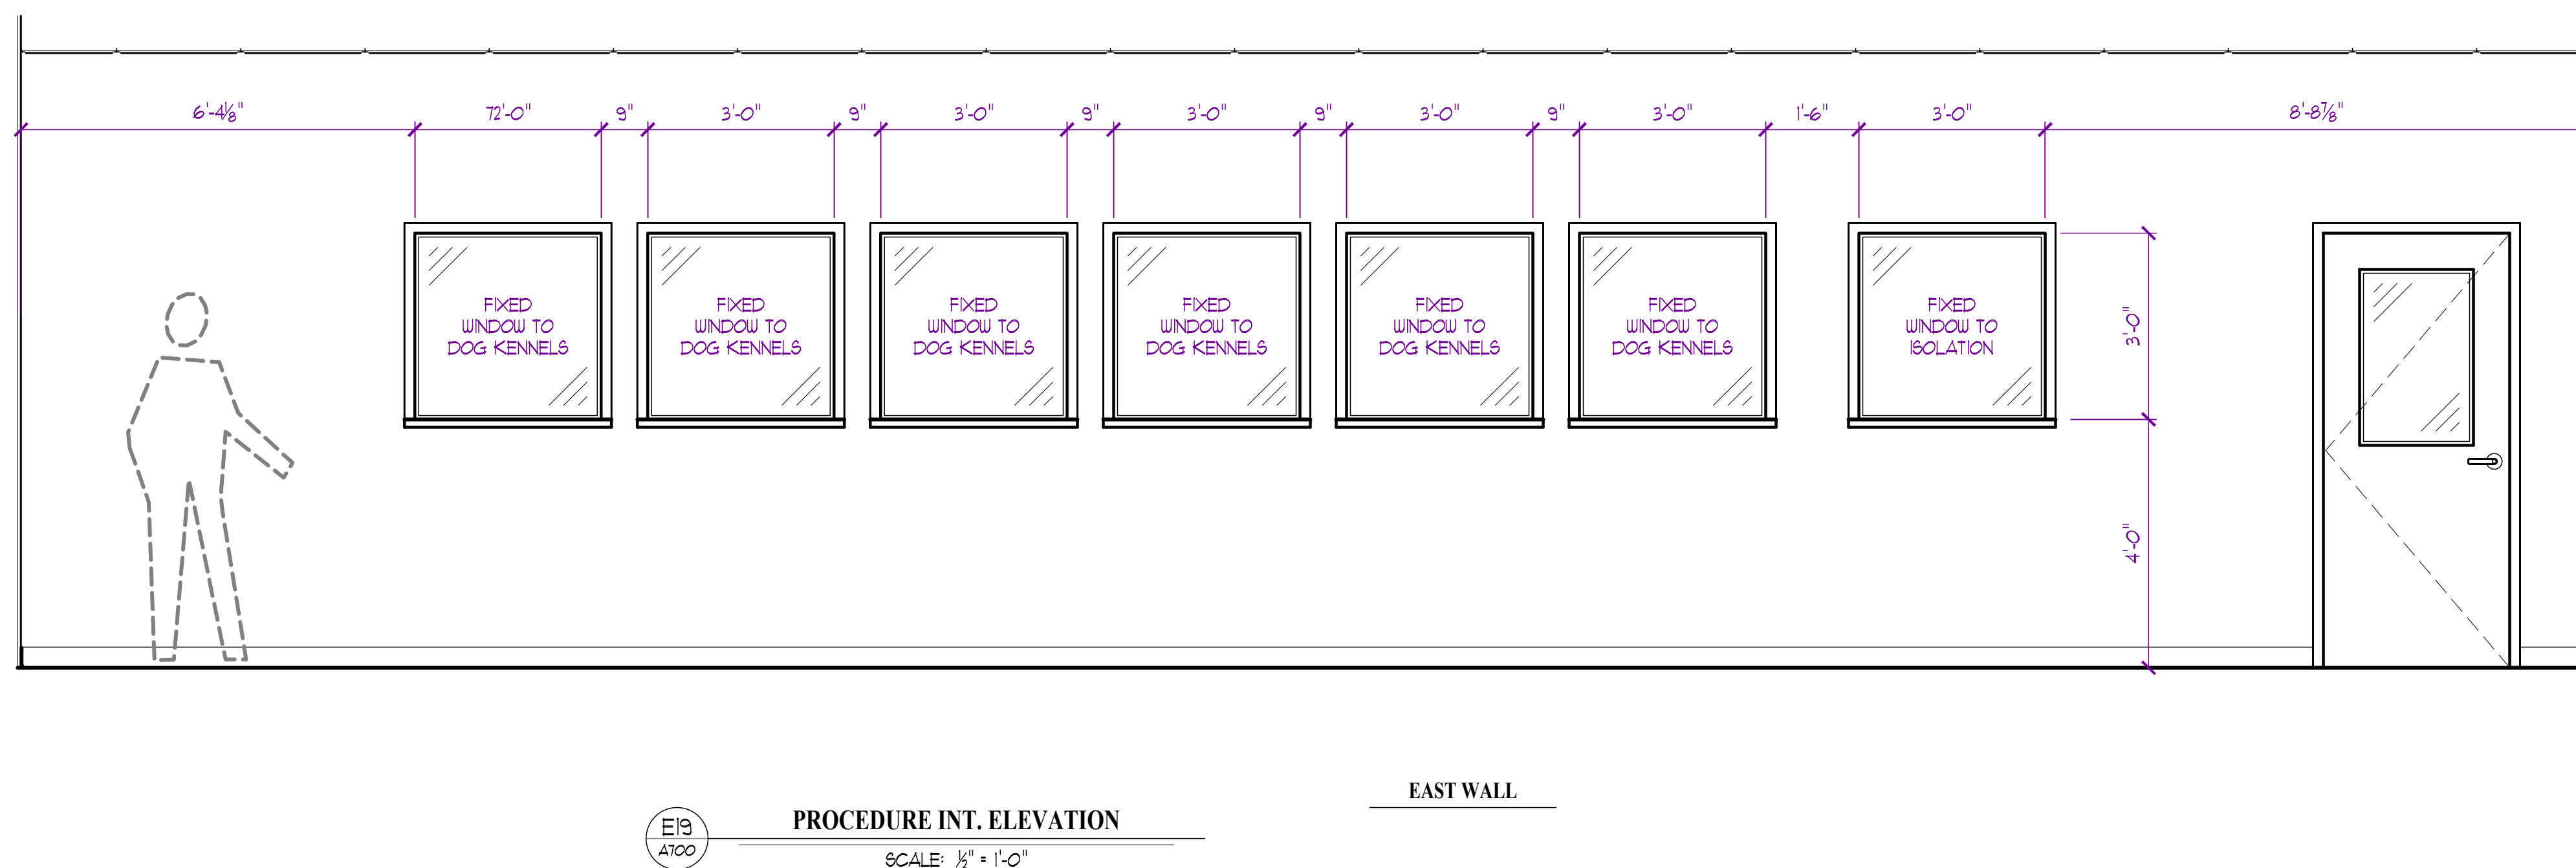 6'-4⅛" 72'-0" 9" 3'-0" 9" 3'-0" 9" 3'-0" 9" 3'-0" 9" 3'-0" 1'-6" 3'-0" 8'-8⅞"
FIXED
WINDOW TO
DOG KENNELS
FIXED
WINDOW TO
DOG KENNELS
FIXED
WINDOW TO
DOG KENNELS
FIXED
WINDOW TO
DOG KENNELS
FIXED
WINDOW TO
DOG KENNELS
FIXED
WINDOW TO
DOG KENNELS
FIXED
WINDOW TO
ISOLATION
3'-0"
4'-0"
EAST WALL
E19
A700
PROCEDURE INT. ELEVATION
SCALE: ½" = 1'-0"